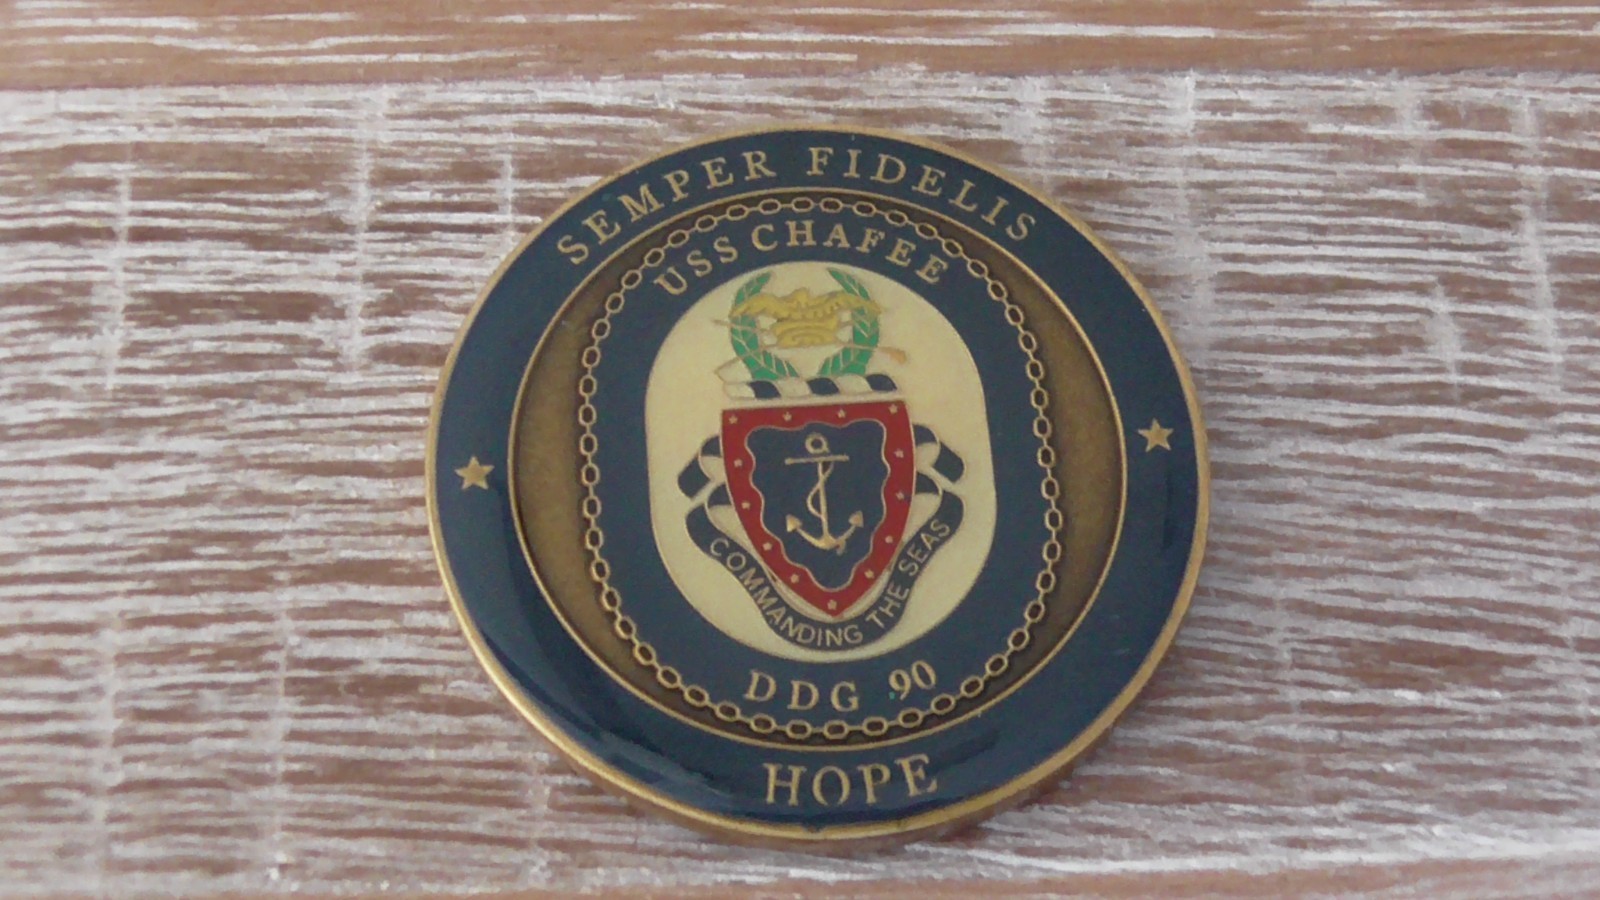 SEMPER FIDELIS
USS CHAFEE
COMMANDING THE SEAS
DDG 90
HOPE